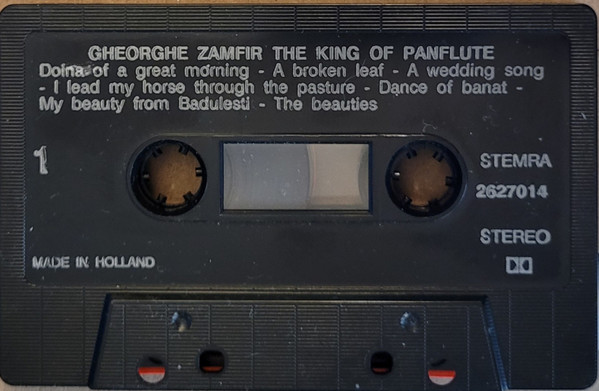 GHEORGHE ZAMFIR THE KING OF PANFLUTE
Doina of a great morning - A broken leaf - A wedding song
- I lead my horse through the pasture - Dance of banat -
My beauty from Badulesti - The beauties
1
STEMRA
2627014
STEREO
MADE IN HOLLAND